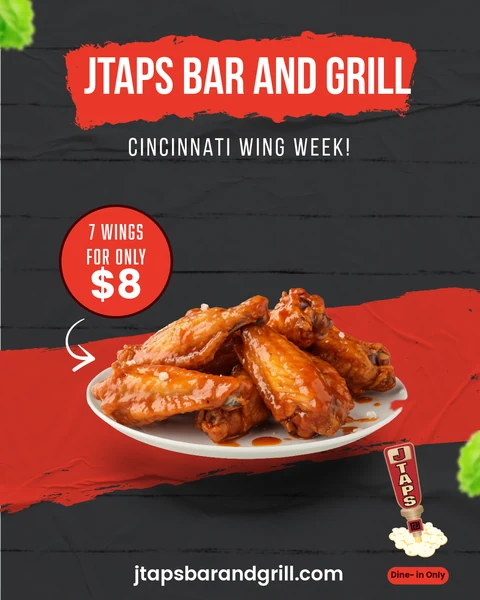 JTAPS BAR AND GRILL
CINCINNATI WING WEEK!
7 WINGS
FOR ONLY
$8
JTAPS
jtapsbarandgrill.com
Dine- in Only